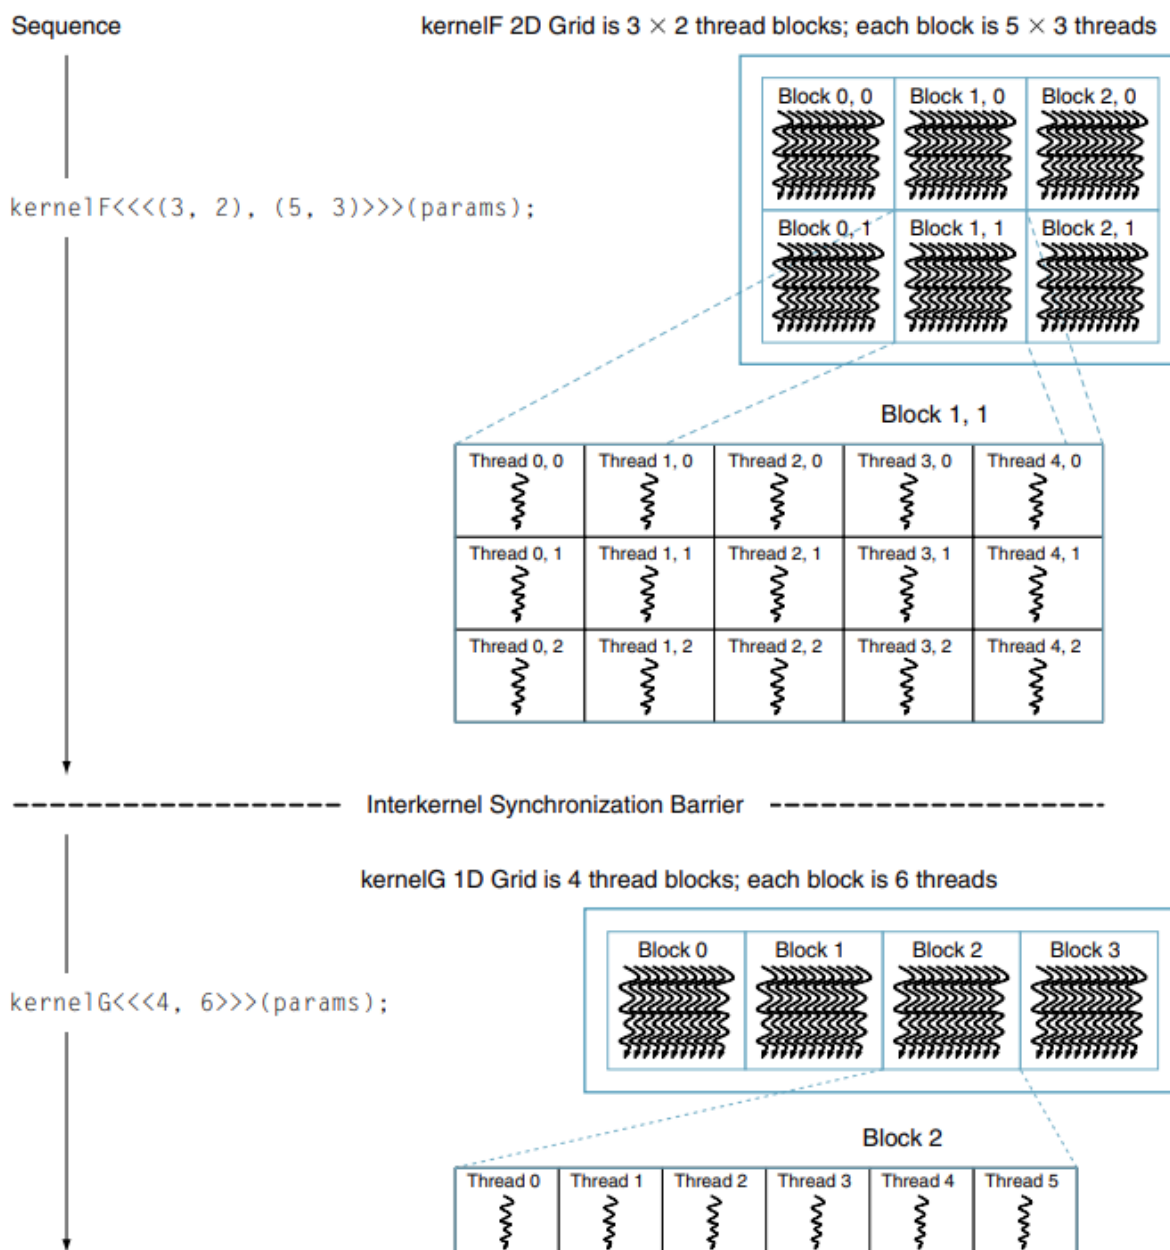 Sequence
kernelF 2D Grid is 3 × 2 thread blocks; each block is 5 × 3 threads
Block 0, 0 Block 1, 0 Block 2, 0
kernelF<<<(3, 2), (5, 3)>>>(params);
Block 0, 1 Block 1, 1 Block 2, 1
Block 1, 1
Thread 0, 0 Thread 1, 0 Thread 2, 0 Thread 3, 0 Thread 4, 0
Thread 0, 1 Thread 1, 1 Thread 2, 1 Thread 3, 1 Thread 4, 1
Thread 0, 2 Thread 1, 2 Thread 2, 2 Thread 3, 2 Thread 4, 2
Interkernel Synchronization Barrier
kernelG 1D Grid is 4 thread blocks; each block is 6 threads
Block 0 Block 1 Block 2 Block 3
kernelG<<<4, 6>>>(params);
Block 2
Thread 0 Thread 1 Thread 2 Thread 3 Thread 4 Thread 5